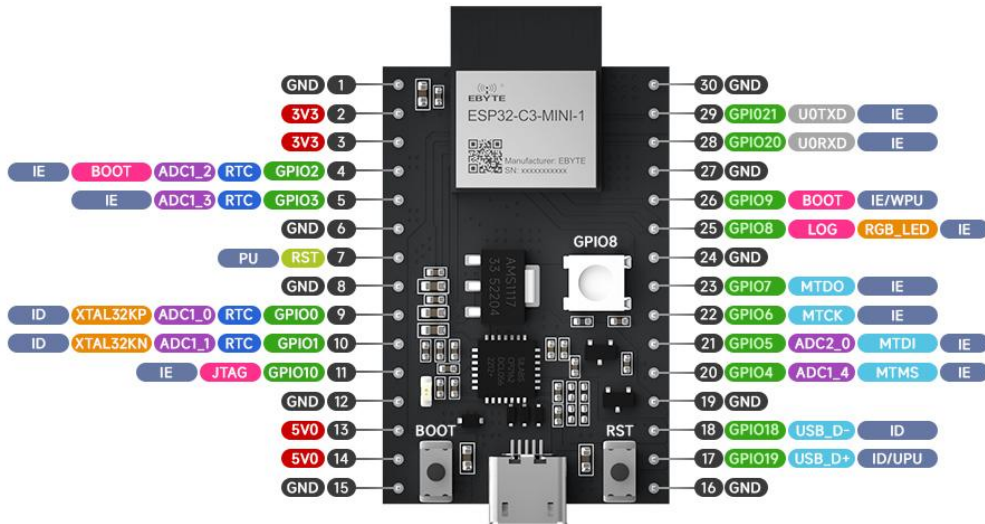 EBYTE
ESP32-C3-MINI-1
Manufacturer: EBYTE
SN: xxxxxxxxxxx
GND 1
3V3 2
3V3 3
IE BOOT ADC1_2 RTC GPIO2 4
IE ADC1_3 RTC GPIO3 5
GND 6
PU RST 7
GND 8
ID XTAL32KP ADC1_0 RTC GPIO0 9
ID XTAL32KN ADC1_1 RTC GPIO1 10
IE JTAG GPIO10 11
GND 12
5V0 13
5V0 14
GND 15
30 GND
29 GPIO21 U0TXD IE
28 GPIO20 U0RXD IE
27 GND
26 GPIO9 BOOT IE/WPU
25 GPIO8 LOG RGB_LED IE
24 GND
23 GPIO7 MTDO IE
22 GPIO6 MTCK IE
21 GPIO5 ADC2_0 MTDI IE
20 GPIO4 ADC1_4 MTMS IE
19 GND
18 GPIO18 USB_D- ID
17 GPIO19 USB_D+ ID/UPU
16 GND
GPIO8
AMS1117
33 52204
BOOT
RST